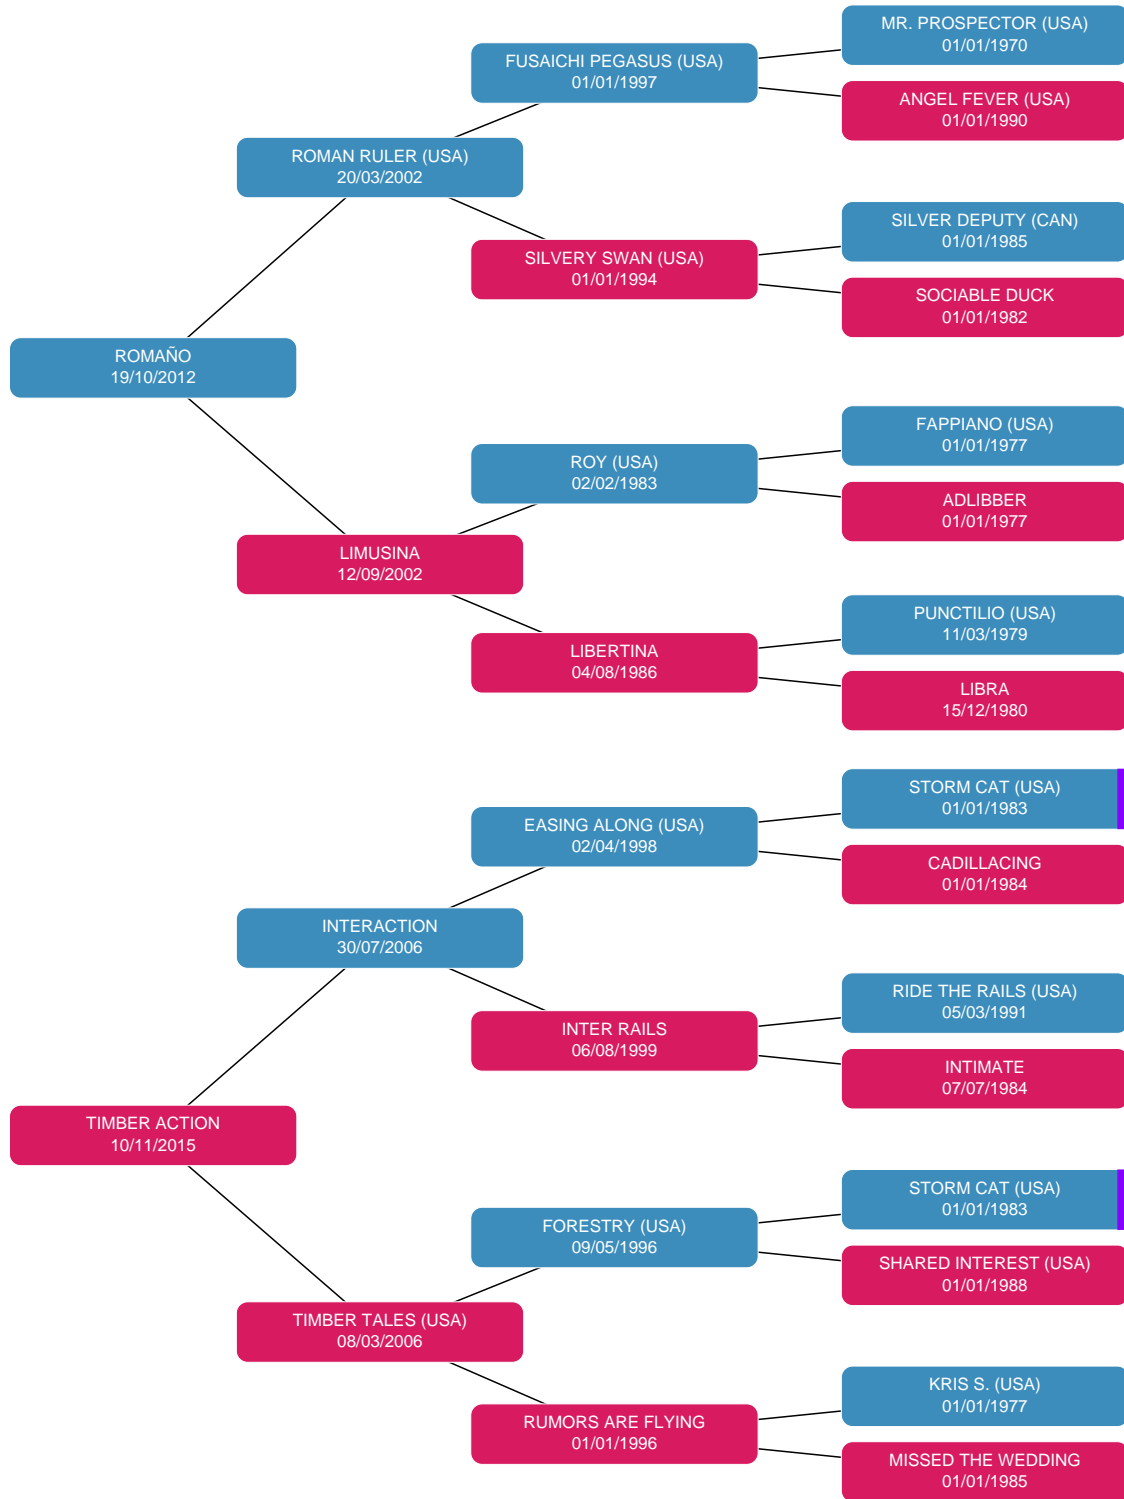 MR. PROSPECTOR (USA)
01/01/1970
FUSAICHI PEGASUS (USA)
01/01/1997
ANGEL FEVER (USA)
01/01/1990
ROMAN RULER (USA)
20/03/2002
SILVER DEPUTY (CAN)
01/01/1985
SILVERY SWAN (USA)
01/01/1994
SOCIABLE DUCK
01/01/1982
ROMAÑO
19/10/2012
FAPPIANO (USA)
01/01/1977
ROY (USA)
02/02/1983
ADLIBBER
01/01/1977
LIMUSINA
12/09/2002
PUNCTILIO (USA)
11/03/1979
LIBERTINA
04/08/1986
LIBRA
15/12/1980
STORM CAT (USA)
01/01/1983
EASING ALONG (USA)
02/04/1998
CADILLACING
01/01/1984
INTERACTION
30/07/2006
RIDE THE RAILS (USA)
05/03/1991
INTER RAILS
06/08/1999
INTIMATE
07/07/1984
TIMBER ACTION
10/11/2015
STORM CAT (USA)
01/01/1983
FORESTRY (USA)
09/05/1996
SHARED INTEREST (USA)
01/01/1988
TIMBER TALES (USA)
08/03/2006
KRIS S. (USA)
01/01/1977
RUMORS ARE FLYING
01/01/1996
MISSED THE WEDDING
01/01/1985